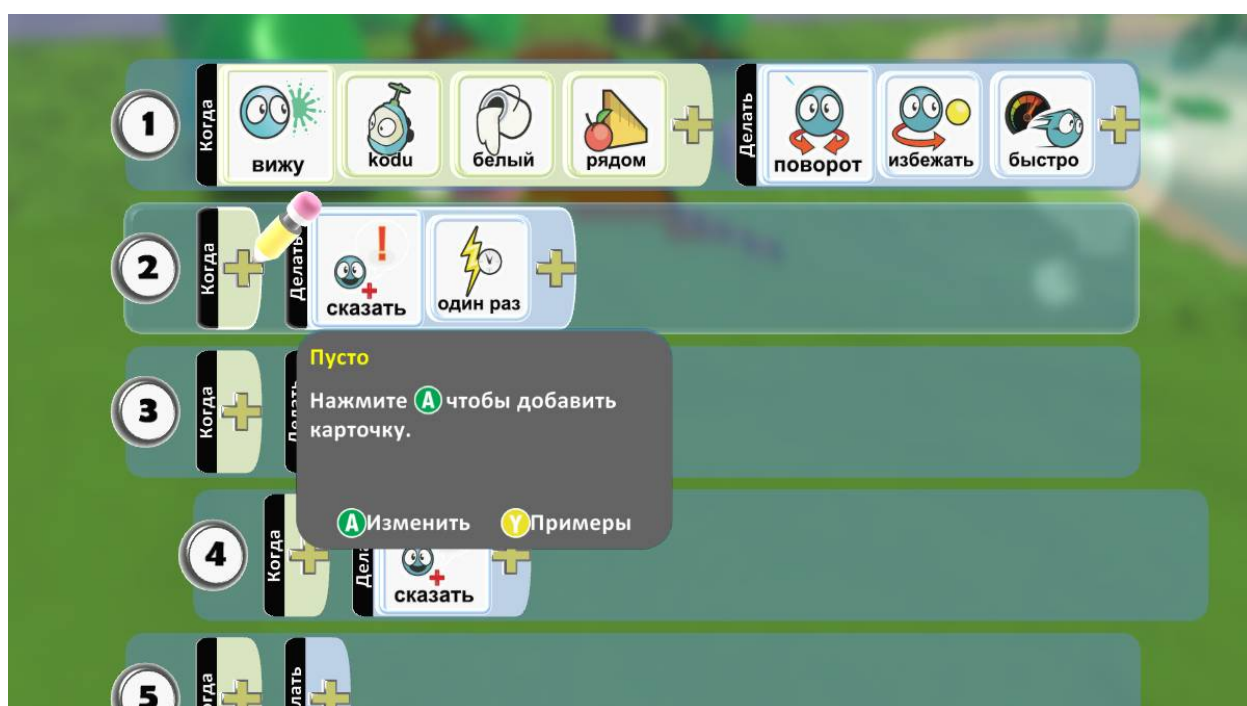 1
Когда
вижу
kodu
белый
рядом
Делать
поворот
избежать
быстро
2
Когда
Делать
сказать
один раз
Пусто
Нажмите A чтобы добавить
карточку.
A Изменить Y Примеры
3
Когда
4
Когда
сказать
5